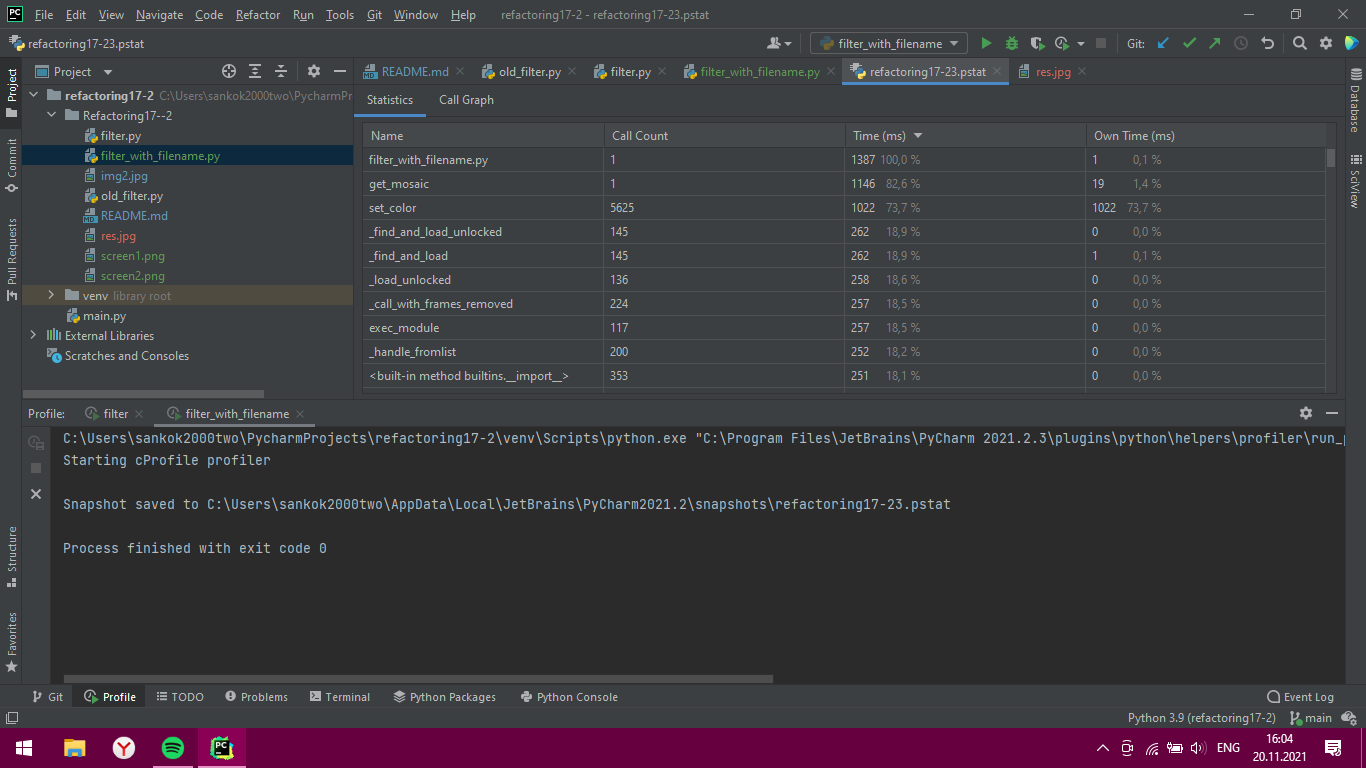 PC File Edit View Navigate Code Refactor Run Tools Git Window Help refactoring17-2 - refactoring17-23.pstat
refactoring17-23.pstat filter_with_filename Git:
Project README.md old_filter.py filter.py filter_with_filename.py refactoring17-23.pstat res.jpg
refactoring17-2 C:\Users\sankok2000two\PycharmPr
Refactoring17--2
filter.py
filter_with_filename.py
img2.jpg
old_filter.py
README.md
res.jpg
screen1.png
screen2.png
venv library root
main.py
External Libraries
Scratches and Consoles
Statistics Call Graph
Name Call Count Time (ms) Own Time (ms)
filter_with_filename.py 1 1387 100,0 % 1 0,1 %
get_mosaic 1 1146 82,6 % 19 1,4 %
set_color 5625 1022 73,7 % 1022 73,7 %
_find_and_load_unlocked 145 262 18,9 % 0 0,0 %
_find_and_load 145 262 18,9 % 1 0,1 %
_load_unlocked 136 258 18,6 % 0 0,0 %
_call_with_frames_removed 224 257 18,5 % 0 0,0 %
exec_module 117 257 18,5 % 0 0,0 %
_handle_fromlist 200 252 18,2 % 0 0,0 %
<built-in method builtins.__import__> 353 251 18,1 % 0 0,0 %
Project
Commit
Pull Requests
Structure
Favorites
Database
SciView
Profile: filter filter_with_filename
C:\Users\sankok2000two\PycharmProjects\refactoring17-2\venv\Scripts\python.exe "C:\Program Files\JetBrains\PyCharm 2021.2.3\plugins\python\helpers\profiler\run_p
Starting cProfile profiler
Snapshot saved to C:\Users\sankok2000two\AppData\Local\JetBrains\PyCharm2021.2\snapshots\refactoring17-23.pstat
Process finished with exit code 0
Git Profile TODO Problems Terminal Python Packages Python Console Event Log
Python 3.9 (refactoring17-2) main
PC ENG 16:04
20.11.2021